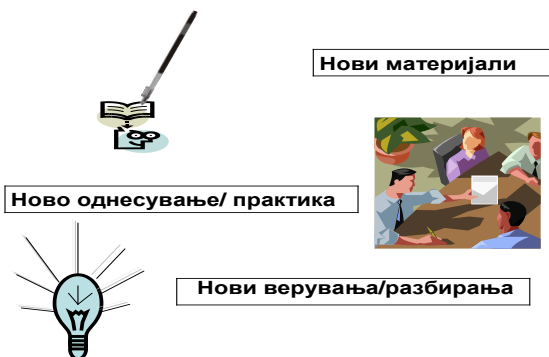 Нови материјали
Ново однесување/ практика
Нови верувања/разбирања